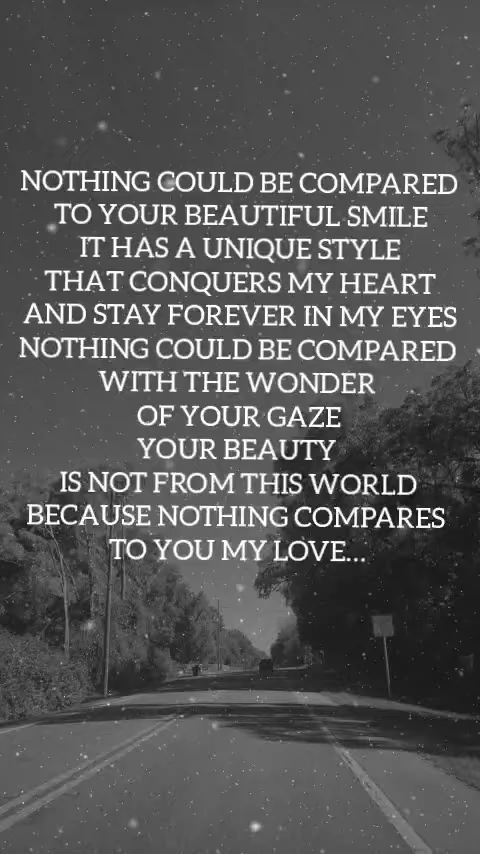 NOTHING COULD BE COMPARED
TO YOUR BEAUTIFUL SMILE
IT HAS A UNIQUE STYLE
THAT CONQUERS MY HEART
AND STAY FOREVER IN MY EYES
NOTHING COULD BE COMPARED
WITH THE WONDER
OF YOUR GAZE
YOUR BEAUTY
IS NOT FROM THIS WORLD
BECAUSE NOTHING COMPARES
TO YOU MY LOVE...